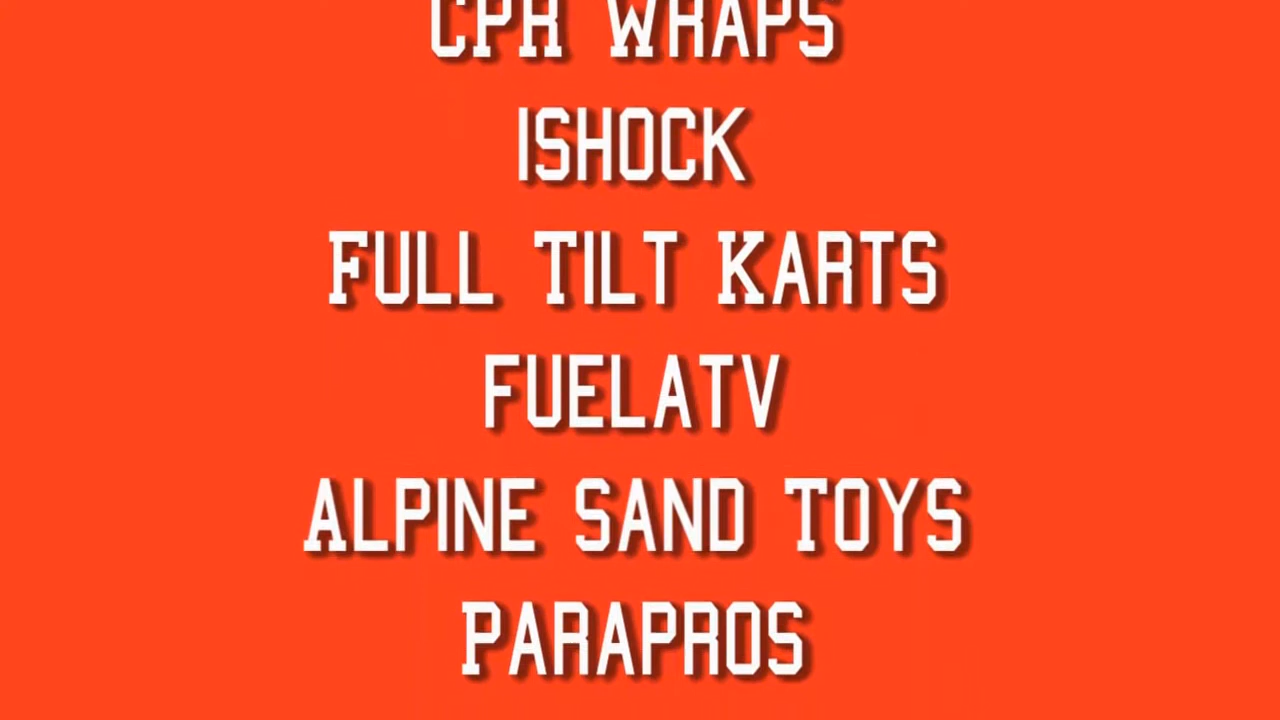 CPR WRAPS
ISHOCK
FULL TILT KARTS
FUELATV
ALPINE SAND TOYS
PARAPROS